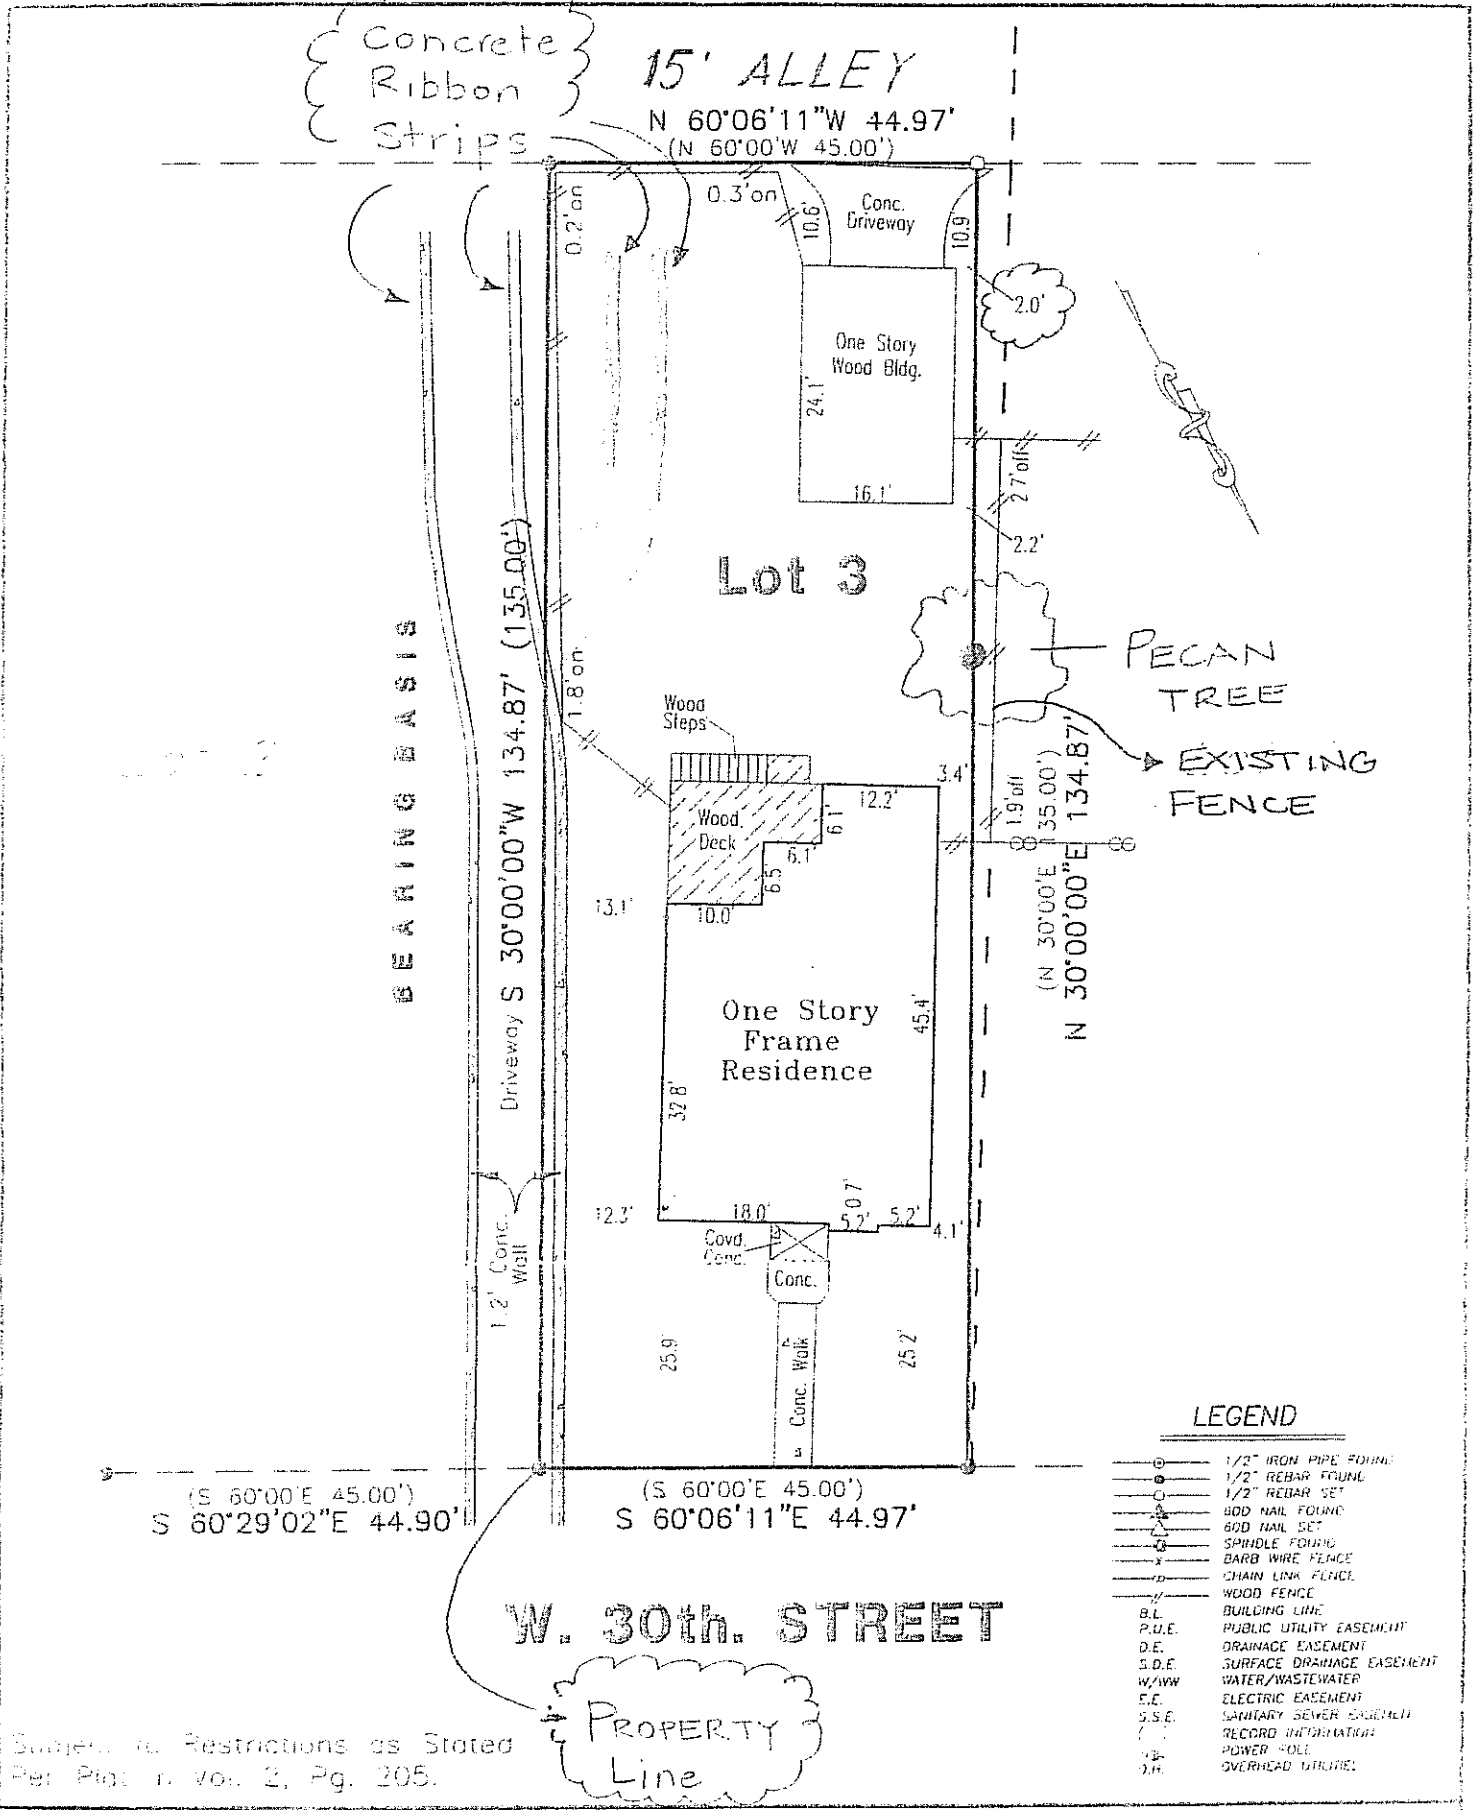 Concrete
Ribbon
Strips
15' ALLEY
N 60°06'11"W 44.97'
(N 60°00'W 45.00')
0.2'on
0.3'on
10.6'
Conc.
Driveway
10.9
2.0'
One Story
Wood Bldg.
24.1'
16.1'
2.7'off
2.2'
Lot 3
PECAN
TREE
EXISTING
FENCE
BEARING BASIS
Driveway
S 30°00'00"W 134.87' (135.00')
1.8'on
Wood
Steps
Wood
Deck
12.2'
3.4'
6.1'
6.1'
6.5'
10.0'
13.1'
1.9'off
(N 30°00'E 135.00')
N 30°00'00"E 134.87'
One Story
Frame
Residence
45.4'
32.8'
12.3'
18.0'
0.7'
5.2'
5.2'
4.1'
Covd.
Conc.
Conc.
Conc. Walk
25.9
25.2'
1.2' Conc.
Wall
(S 60°00'E 45.00')
S 60°29'02"E 44.90'
(S 60°00'E 45.00')
S 60°06'11"E 44.97'
W. 30th. STREET
PROPERTY
Line
Subject to Restrictions as Stated
Per Plat in Vol. 2, Pg. 205.
LEGEND
1/2" IRON PIPE FOUND
1/2" REBAR FOUND
1/2" REBAR SET
60D NAIL FOUND
60D NAIL SET
SPINDLE FOUND
BARB WIRE FENCE
CHAIN LINK FENCE
WOOD FENCE
B.L. BUILDING LINE
P.U.E. PUBLIC UTILITY EASEMENT
D.E. DRAINAGE EASEMENT
S.D.E. SURFACE DRAINAGE EASEMENT
W/WW WATER/WASTEWATER
E.E. ELECTRIC EASEMENT
S.S.E. SANITARY SEWER EASEMENT
( ) RECORD INFORMATION
POWER POLE
O.H. OVERHEAD UTILITIES